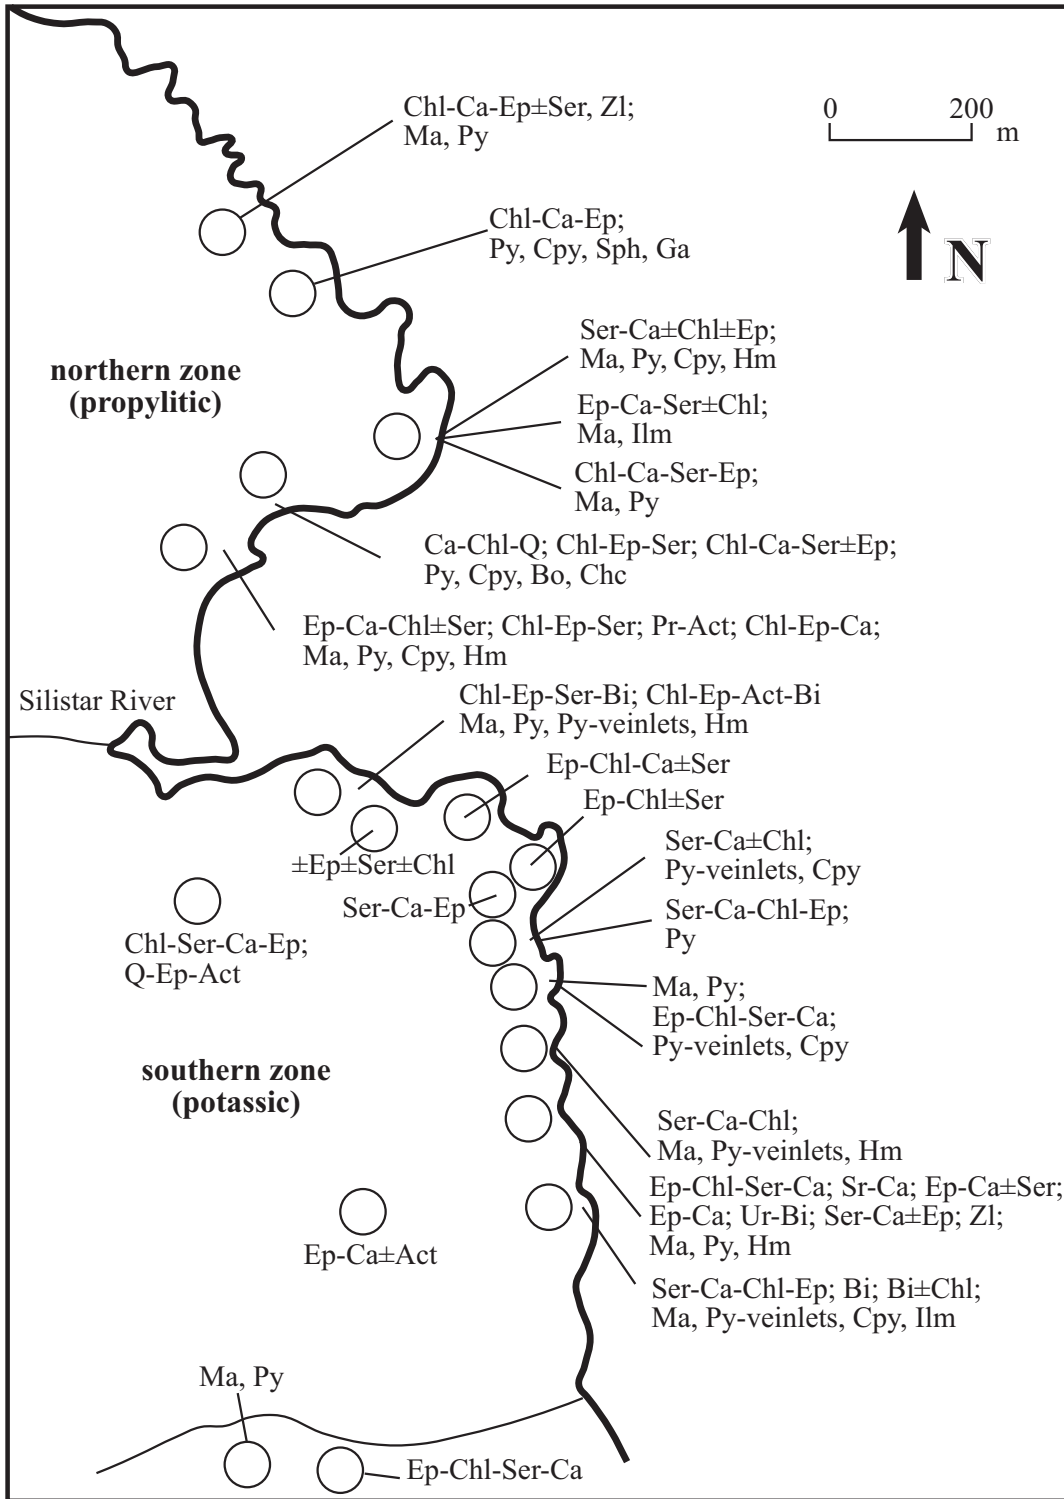 Chl-Ca-Ep±Ser, Zl;
Ma, Py
0 200
m
Chl-Ca-Ep;
Py, Cpy, Sph, Ga
N
Ser-Ca±Chl±Ep;
Ma, Py, Cpy, Hm
northern zone
(propylitic)
Ep-Ca-Ser±Chl;
Ma, Ilm
Chl-Ca-Ser-Ep;
Ma, Py
Ca-Chl-Q; Chl-Ep-Ser; Chl-Ca-Ser±Ep;
Py, Cpy, Bo, Chc
Ep-Ca-Chl±Ser; Chl-Ep-Ser; Pr-Act; Chl-Ep-Ca;
Ma, Py, Cpy, Hm
Silistar River
Chl-Ep-Ser-Bi; Chl-Ep-Act-Bi
Ma, Py, Py-veinlets, Hm
Ep-Chl-Ca±Ser
Ep-Chl±Ser
±Ep±Ser±Chl
Ser-Ca±Chl;
Py-veinlets, Cpy
Ser-Ca-Ep
Ser-Ca-Chl-Ep;
Py
Chl-Ser-Ca-Ep;
Q-Ep-Act
Ma, Py;
Ep-Chl-Ser-Ca;
Py-veinlets, Cpy
southern zone
(potassic)
Ser-Ca-Chl;
Ma, Py-veinlets, Hm
Ep-Chl-Ser-Ca; Sr-Ca; Ep-Ca±Ser;
Ep-Ca; Ur-Bi; Ser-Ca±Ep; Zl;
Ma, Py, Hm
Ep-Ca±Act
Ser-Ca-Chl-Ep; Bi; Bi±Chl;
Ma, Py-veinlets, Cpy, Ilm
Ma, Py
Ep-Chl-Ser-Ca